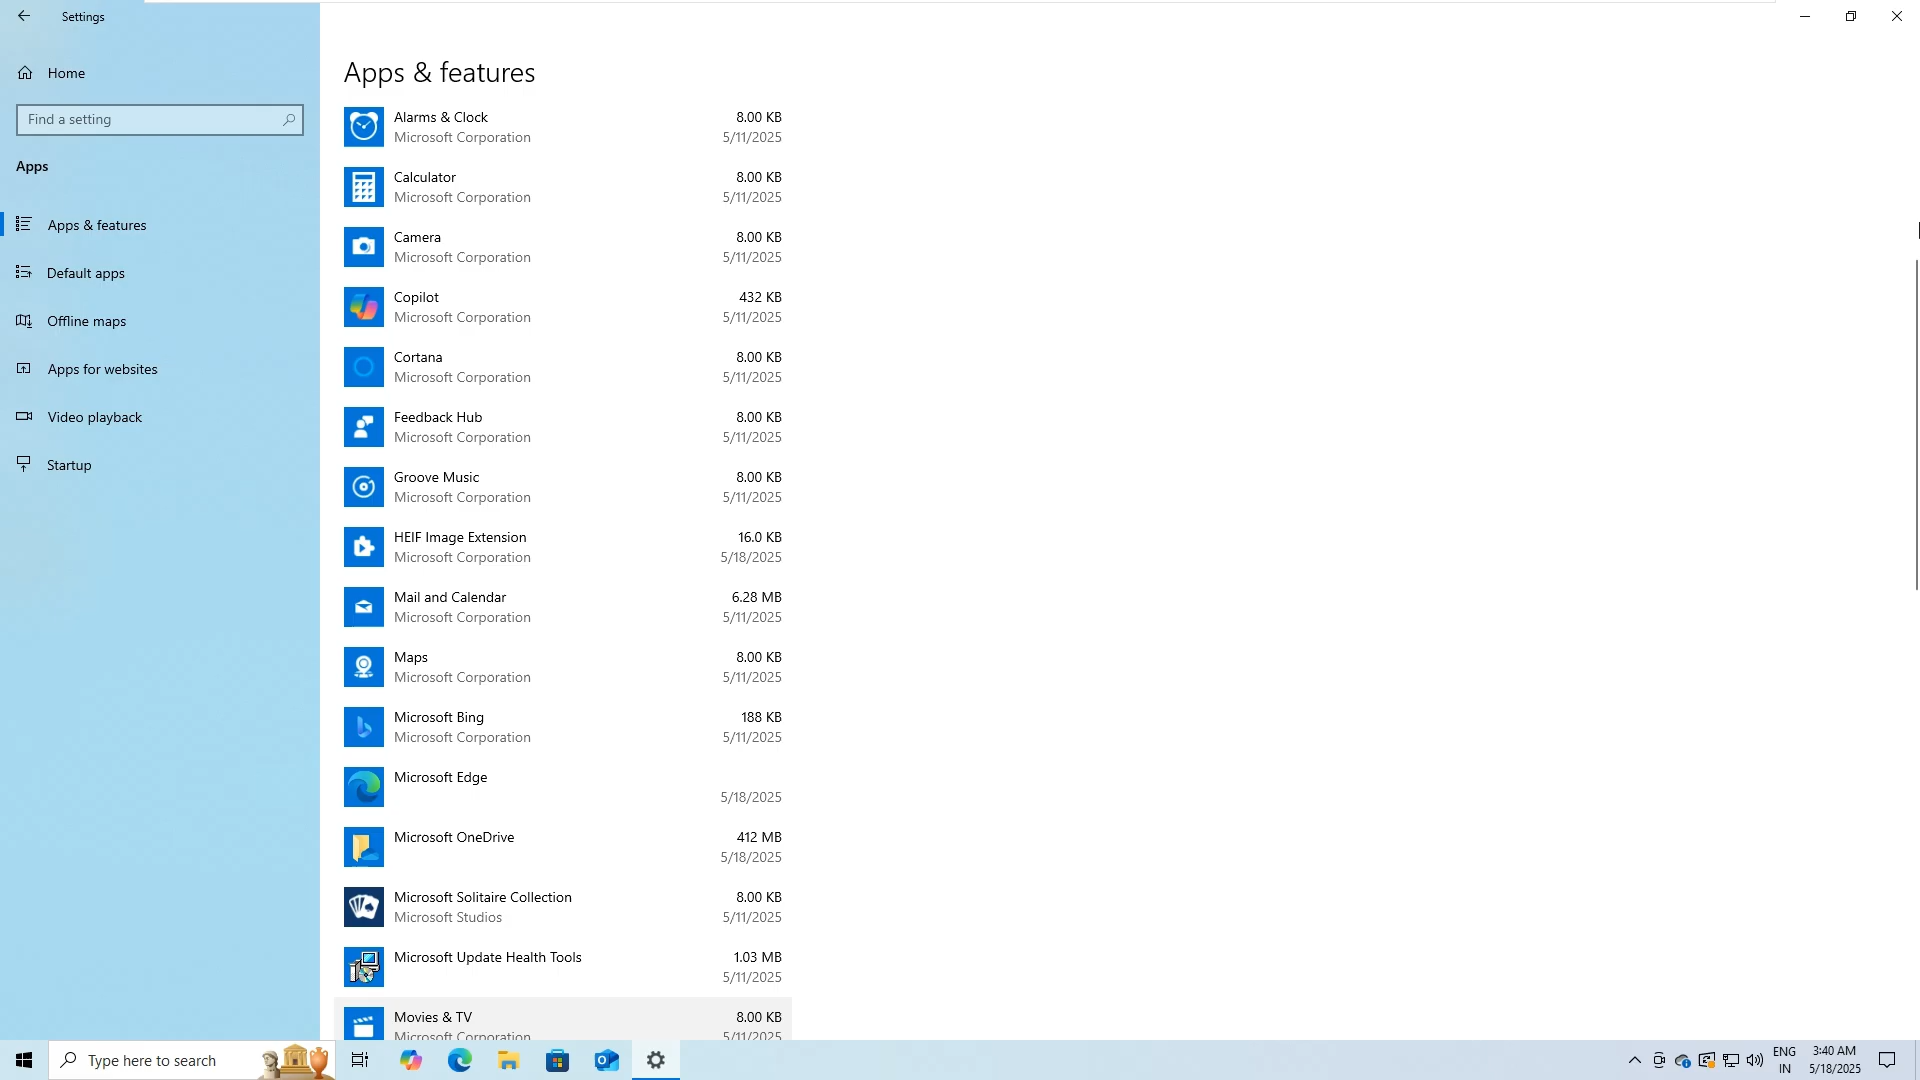 Settings
Home
Find a setting
Apps
Apps & features
Default apps
Offline maps
Apps for websites
Video playback
Startup
Apps & features
Alarms & Clock 8.00 KB
Microsoft Corporation 5/11/2025
Calculator 8.00 KB
Microsoft Corporation 5/11/2025
Camera 8.00 KB
Microsoft Corporation 5/11/2025
Copilot 432 KB
Microsoft Corporation 5/11/2025
Cortana 8.00 KB
Microsoft Corporation 5/11/2025
Feedback Hub 8.00 KB
Microsoft Corporation 5/11/2025
Groove Music 8.00 KB
Microsoft Corporation 5/11/2025
HEIF Image Extension 16.0 KB
Microsoft Corporation 5/18/2025
Mail and Calendar 6.28 MB
Microsoft Corporation 5/11/2025
Maps 8.00 KB
Microsoft Corporation 5/11/2025
Microsoft Bing 188 KB
Microsoft Corporation 5/11/2025
Microsoft Edge
5/18/2025
Microsoft OneDrive 412 MB
5/18/2025
Microsoft Solitaire Collection 8.00 KB
Microsoft Studios 5/11/2025
Microsoft Update Health Tools 1.03 MB
5/11/2025
Movies & TV 8.00 KB
Microsoft Corporation 5/11/2025
Type here to search
ENG
IN
3:40 AM
5/18/2025